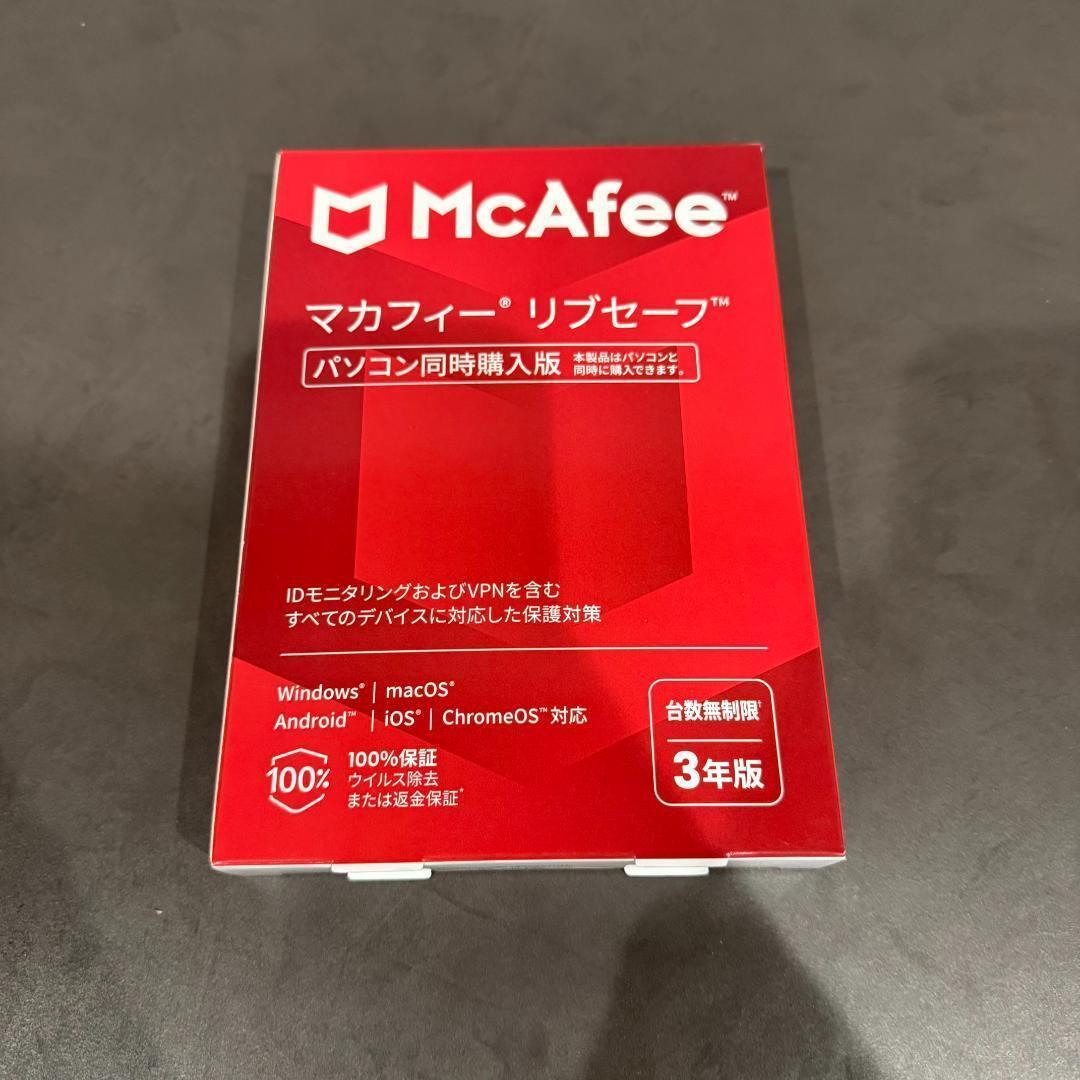 McAfee™
マカフィー® リブセーフ™
パソコン同時購入版
本製品はパソコンと
同時に購入できます。
IDモニタリングおよびVPNを含む
すべてのデバイスに対応した保護対策
Windows® | macOS®
Android™ | iOS® | ChromeOS™ 対応
台数無制限†
3年版
100%
100%保証
ウイルス除去
または返金保証*